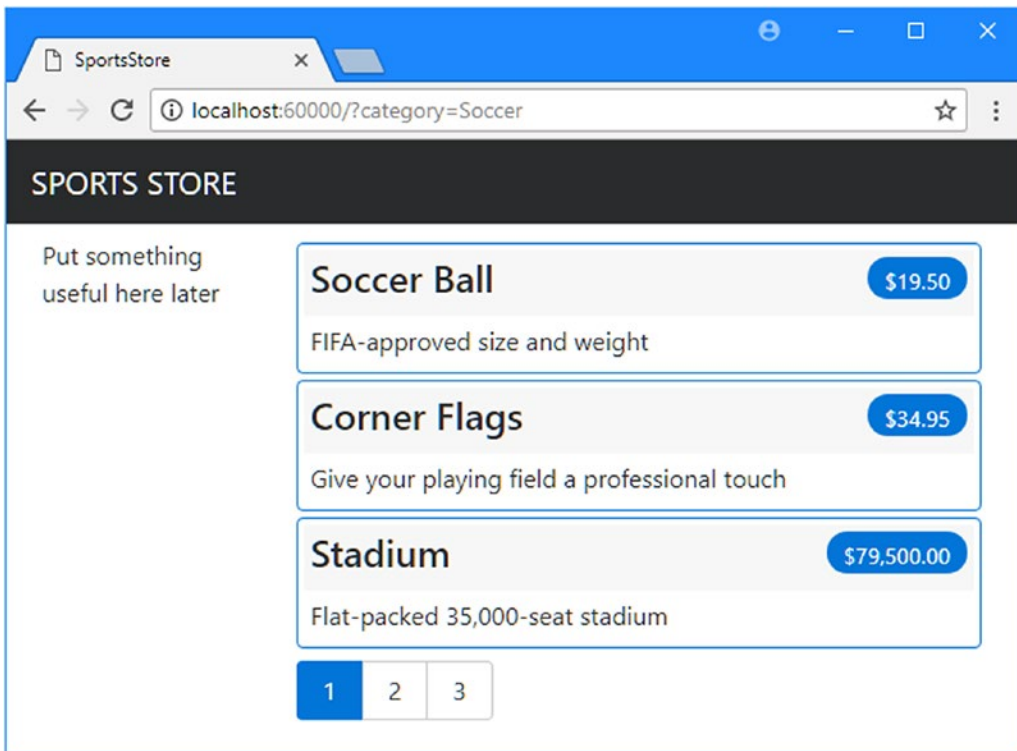 SportsStore
localhost:60000/?category=Soccer
SPORTS STORE
Put something
useful here later
Soccer Ball
$19.50
FIFA-approved size and weight
Corner Flags
$34.95
Give your playing field a professional touch
Stadium
$79,500.00
Flat-packed 35,000-seat stadium
1 2 3